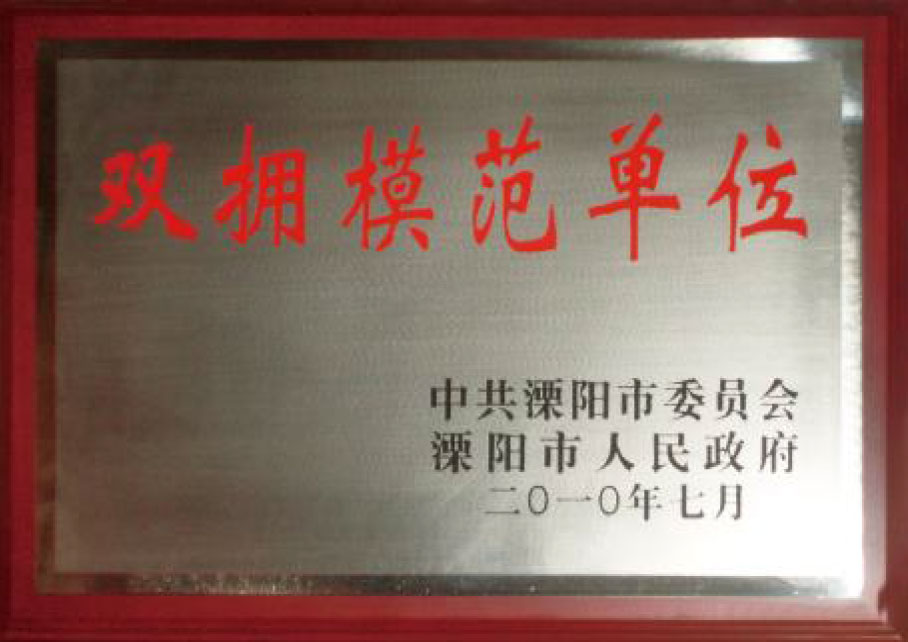 双拥模范单位
中共溧阳市委员会
溧阳市人民政府
二〇一〇年七月